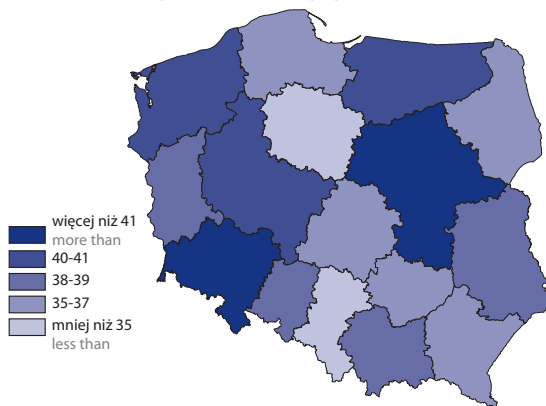 więcej niż 41
more than
40-41
38-39
35-37
mniej niż 35
less than